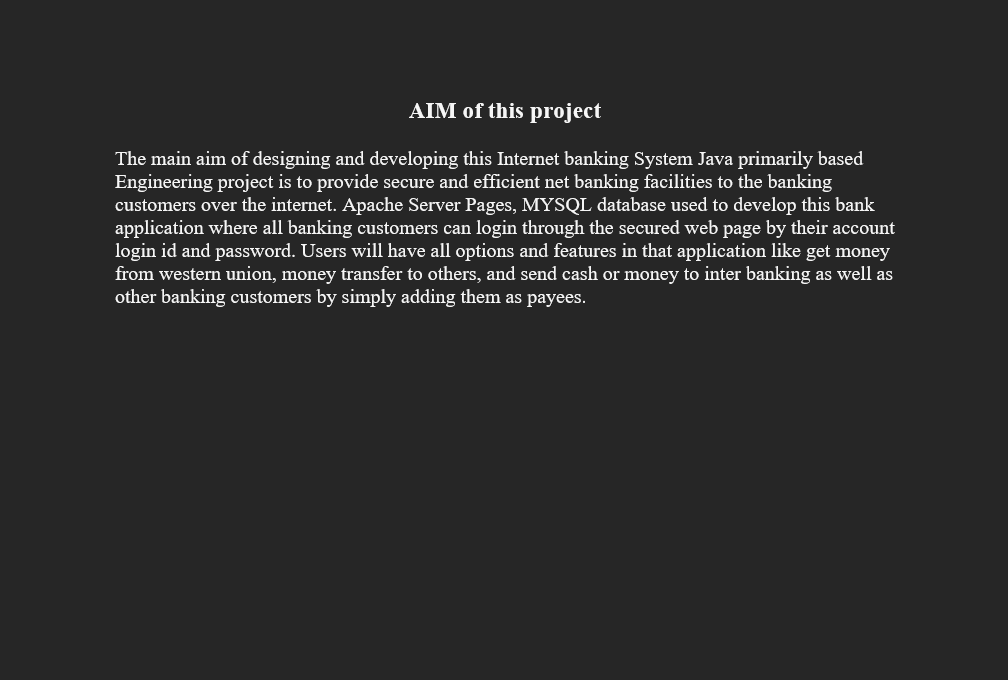 AIM of this project
The main aim of designing and developing this Internet banking System Java primarily based
Engineering project is to provide secure and efficient net banking facilities to the banking
customers over the internet. Apache Server Pages, MYSQL database used to develop this bank
application where all banking customers can login through the secured web page by their account
login id and password. Users will have all options and features in that application like get money
from western union, money transfer to others, and send cash or money to inter banking as well as
other banking customers by simply adding them as payees.